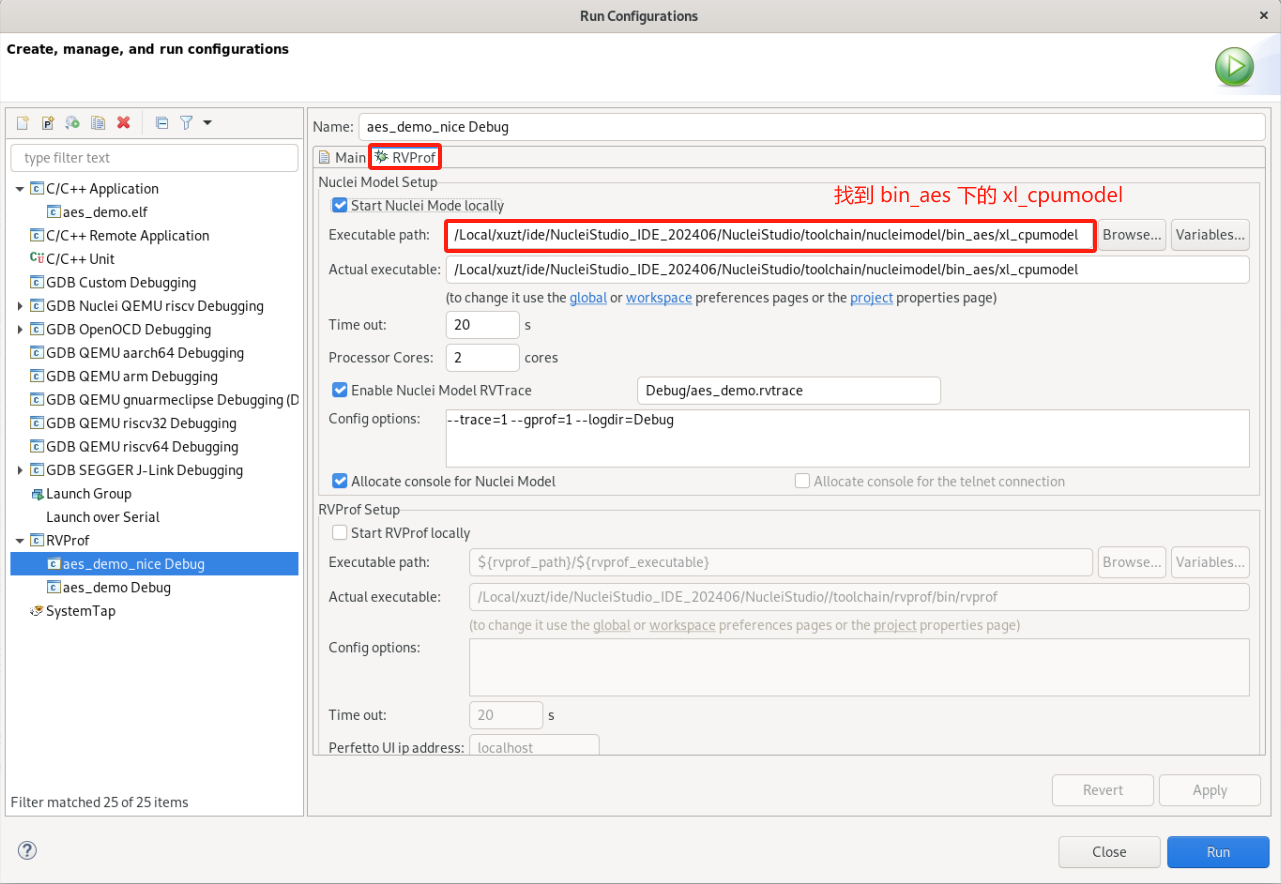 Run Configurations
Create, manage, and run configurations
type filter text
C/C++ Application
aes_demo.elf
C/C++ Remote Application
C/C++ Unit
GDB Custom Debugging
GDB Nuclei QEMU riscv Debugging
GDB OpenOCD Debugging
GDB QEMU aarch64 Debugging
GDB QEMU arm Debugging
GDB QEMU gnuarmeclipse Debugging (D
GDB QEMU riscv32 Debugging
GDB QEMU riscv64 Debugging
GDB SEGGER J-Link Debugging
Launch Group
Launch over Serial
RVProf
aes_demo_nice Debug
aes_demo Debug
SystemTap
Filter matched 25 of 25 items
Name: aes_demo_nice Debug
Main RVProf
Nuclei Model Setup
找到 bin_aes 下的 xl_cpumodel
Start Nuclei Mode locally
Executable path: /Local/xuzt/ide/NucleiStudio_IDE_202406/NucleiStudio/toolchain/nucleimodel/bin_aes/xl_cpumodel Browse... Variables...
Actual executable: /Local/xuzt/ide/NucleiStudio_IDE_202406/NucleiStudio/toolchain/nucleimodel/bin_aes/xl_cpumodel
(to change it use the global or workspace preferences pages or the project properties page)
Time out: 20 s
Processor Cores: 2 cores
Enable Nuclei Model RVTrace Debug/aes_demo.rvtrace
Config options: --trace=1 --gprof=1 --logdir=Debug
Allocate console for Nuclei Model Allocate console for the telnet connection
RVProf Setup
Start RVProf locally
Executable path: ${rvprof_path}/${rvprof_executable} Browse... Variables...
Actual executable: /Local/xuzt/ide/NucleiStudio_IDE_202406/NucleiStudio//toolchain/rvprof/bin/rvprof
(to change it use the global or workspace preferences pages or the project properties page)
Config options:
Time out: 20 s
Perfetto UI ip address: localhost
Revert Apply
Close Run